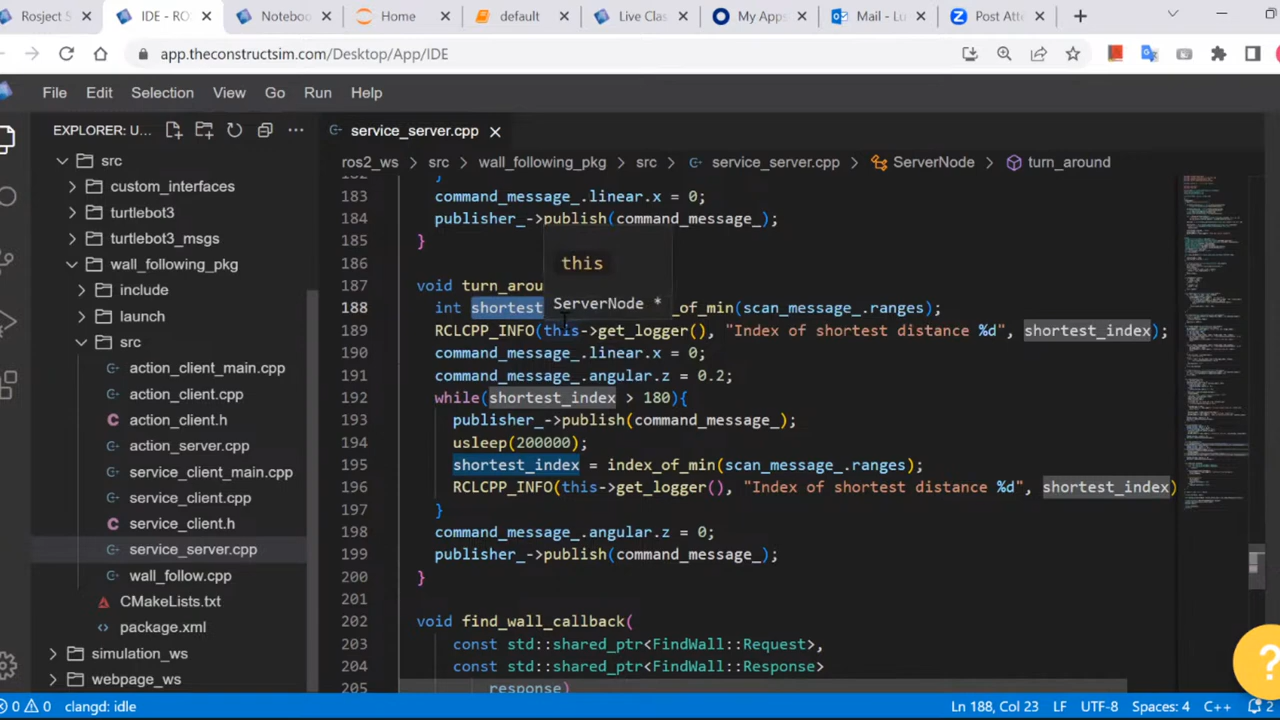 Rosject S
IDE - RO
Noteboo
Home
default
Live Clas
My Apps
Mail - Lu
Post Atte
app.theconstructsim.com/Desktop/App/IDE
File Edit Selection View Go Run Help
EXPLORER: U...
service_server.cpp
ros2_ws > src > wall_following_pkg > src > service_server.cpp > ServerNode > turn_around
src
custom_interfaces
turtlebot3
turtlebot3_msgs
wall_following_pkg
include
launch
src
action_client_main.cpp
action_client.cpp
action_client.h
action_server.cpp
service_client_main.cpp
service_client.cpp
service_client.h
service_server.cpp
wall_follow.cpp
CMakeLists.txt
package.xml
simulation_ws
webpage_ws
182 }
183 command_message_.linear.x = 0;
184 publisher_->publish(command_message_);
185 }
186
187 void turn_arou
188 int shortest _of_min(scan_message_.ranges);
189 RCLCPP_INFO(this->get_logger(), "Index of shortest distance %d", shortest_index);
190 command_message_.linear.x = 0;
191 command_message_.angular.z = 0.2;
192 while(shortest_index > 180){
193 publisher_->publish(command_message_);
194 usleep(200000);
195 shortest_index = index_of_min(scan_message_.ranges);
196 RCLCPP_INFO(this->get_logger(), "Index of shortest distance %d", shortest_index)
197 }
198 command_message_.angular.z = 0;
199 publisher_->publish(command_message_);
200 }
201
202 void find_wall_callback(
203 const std::shared_ptr<FindWall::Request>,
204 const std::shared_ptr<FindWall::Response>
205 response)
this
ServerNode *
?
0 0 clangd: idle
Ln 188, Col 23 LF UTF-8 Spaces: 4 C++ 2